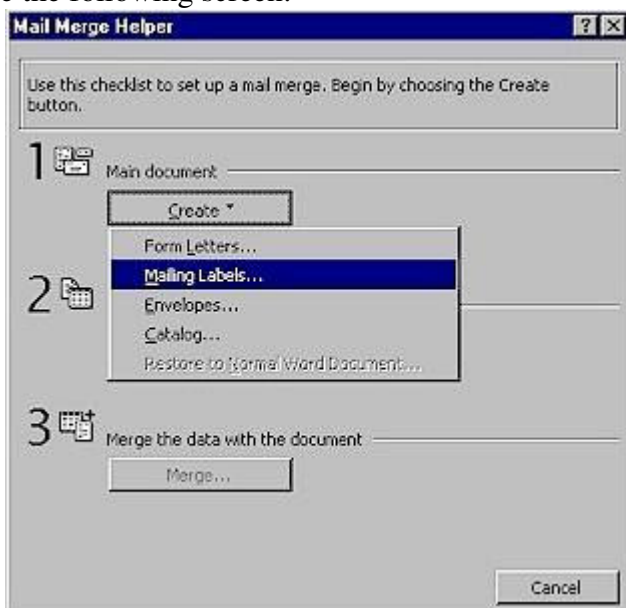 e the following screen:
Mail Merge Helper
Use this checklist to set up a mail merge. Begin by choosing the Create
button.
1
Main document
Create
Form Letters...
Mailing Labels...
2
Envelopes...
Catalog...
Restore to Normal Word Document...
3
Merge the data with the document
Merge...
Cancel